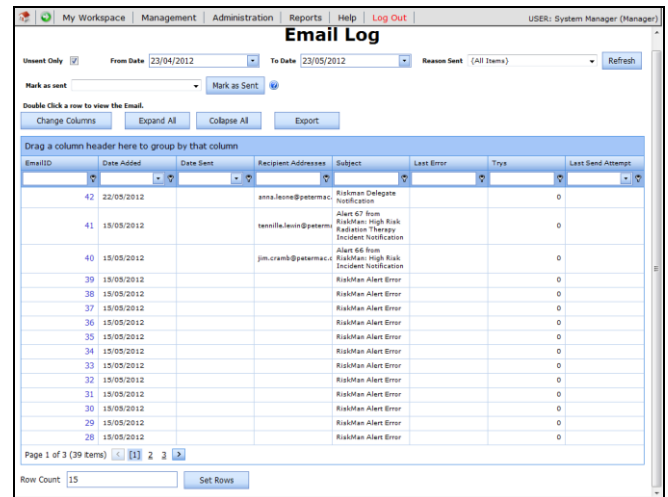 My Workspace Management Administration Reports Help Log Out USER: System Manager (Manager)
Email Log
Unsent Only From Date 23/04/2012 To Date 23/05/2012 Reason Sent (All Items) Refresh
Mark as sent Mark as Sent
Double Click a row to view the Email.
Change Columns Expand All Collapse All Export
Drag a column header here to group by that column
EmailID Date Added Date Sent Recipient Addresses Subject Last Error Trys Last Send Attempt
42 22/05/2012 anna.leone@petermac. Riskman Delegate Notification 0
41 15/05/2012 tennille.lewin@peterma Alert 67 from RiskMan: High Risk Radiation Therapy Incident Notification 0
40 15/05/2012 jim.cramb@petermac.o Alert 66 from RiskMan: High Risk Incident Notification 0
39 15/05/2012 RiskMan Alert Error 0
38 15/05/2012 RiskMan Alert Error 0
37 15/05/2012 RiskMan Alert Error 0
36 15/05/2012 RiskMan Alert Error 0
35 15/05/2012 RiskMan Alert Error 0
34 15/05/2012 RiskMan Alert Error 0
33 15/05/2012 RiskMan Alert Error 0
32 15/05/2012 RiskMan Alert Error 0
31 15/05/2012 RiskMan Alert Error 0
30 15/05/2012 RiskMan Alert Error 0
29 15/05/2012 RiskMan Alert Error 0
28 15/05/2012 RiskMan Alert Error 0
Page 1 of 3 (39 items) < [1] 2 3 >
Row Count 15 Set Rows